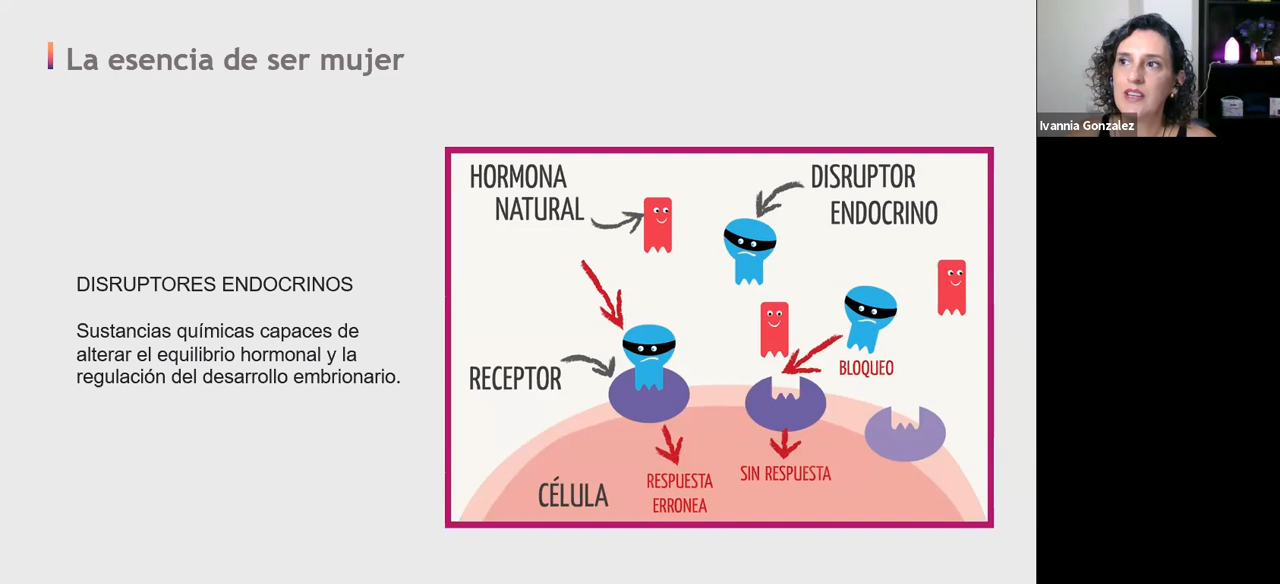 La esencia de ser mujer
Ivannia Gonzalez
DISRUPTORES ENDOCRINOS
Sustancias químicas capaces de
alterar el equilibrio hormonal y la
regulación del desarrollo embrionario.
HORMONA
NATURAL
DISRUPTOR
ENDOCRINO
RECEPTOR
BLOQUEO
CÉLULA
RESPUESTA
ERRONEA
SIN RESPUESTA